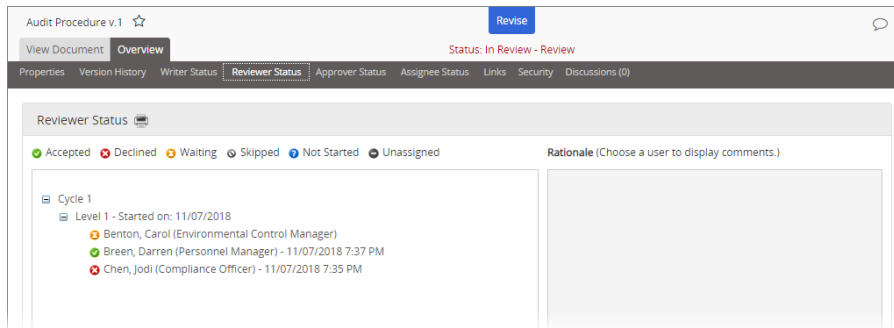 Audit Procedure v.1
Revise
View Document Overview
Status: In Review - Review
Properties Version History Writer Status Reviewer Status Approver Status Assignee Status Links Security Discussions (0)
Reviewer Status
Accepted Declined Waiting Skipped Not Started Unassigned
Rationale (Choose a user to display comments.)
Cycle 1
Level 1 - Started on: 11/07/2018
Benton, Carol (Environmental Control Manager)
Breen, Darren (Personnel Manager) - 11/07/2018 7:37 PM
Chen, Jodi (Compliance Officer) - 11/07/2018 7:35 PM